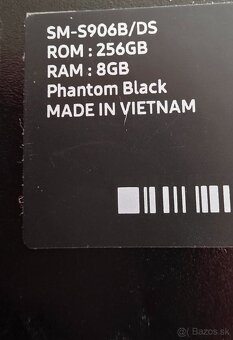 SM-S906B/DS
ROM : 256GB
RAM : 8GB
Phantom Black
MADE IN VIETNAM
Bazos.sk